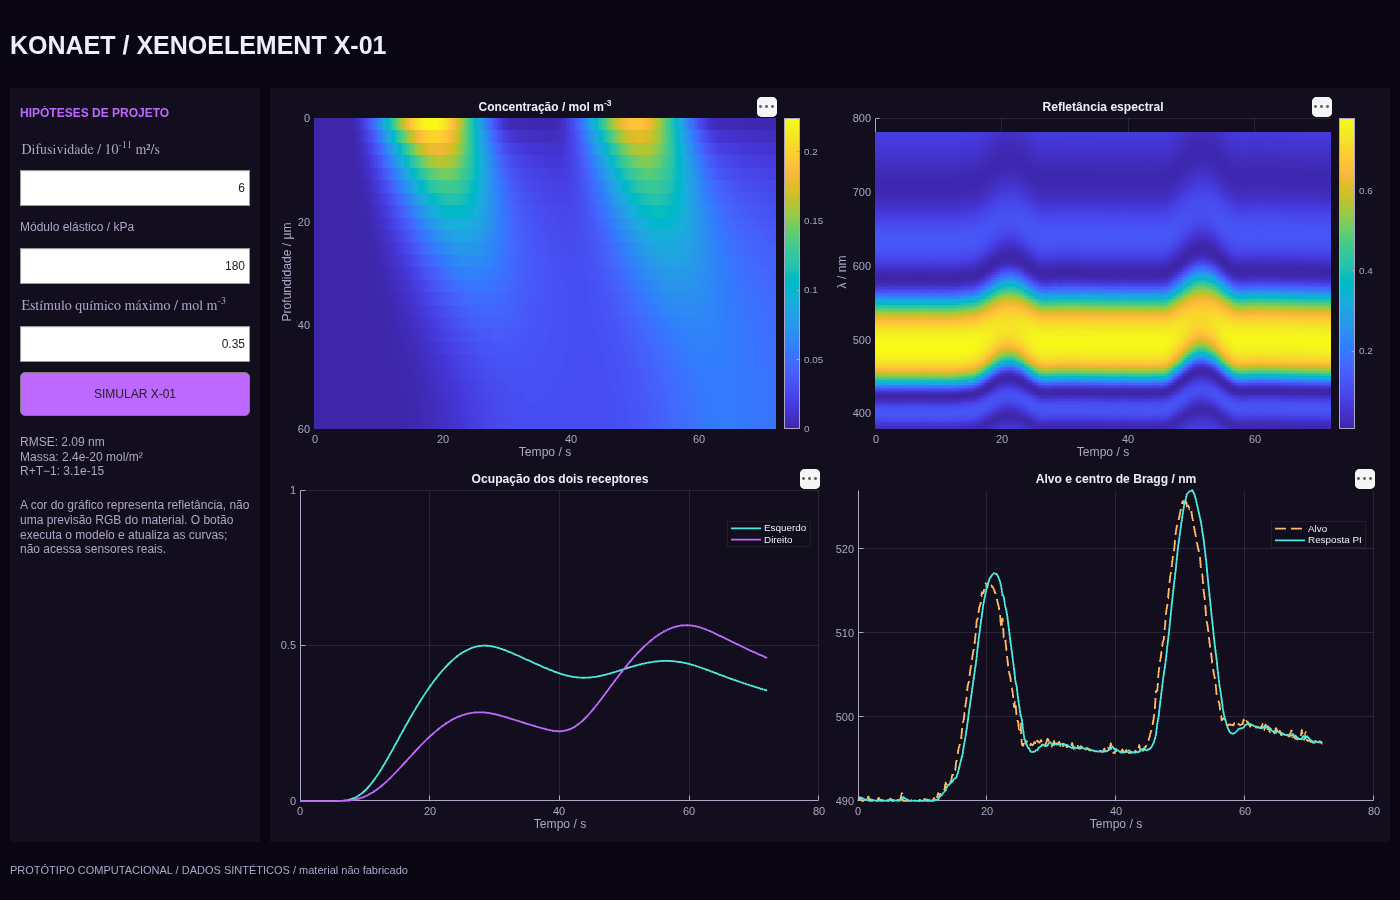 KONAET / XENOELEMENT X-01
HIPÓTESES DE PROJETO
Difusividade / 10⁻¹¹ m²/s
6
Módulo elástico / kPa
180
Estímulo químico máximo / mol m⁻³
0.35
SIMULAR X-01
RMSE: 2.09 nm
Massa: 2.4e-20 mol/m²
R+T−1: 3.1e-15
A cor do gráfico representa refletância, não
uma previsão RGB do material. O botão
executa o modelo e atualiza as curvas;
não acessa sensores reais.
Concentração / mol m⁻³
0
20
40
60
Profundidade / µm
0 20 40 60
Tempo / s
0.2
0.15
0.1
0.05
0
Refletância espectral
800
700
600
500
400
λ / nm
0 20 40 60
Tempo / s
0.6
0.4
0.2
Ocupação dos dois receptores
1
0.5
0
Esquerdo
Direito
0 20 40 60 80
Tempo / s
Alvo e centro de Bragg / nm
520
510
500
490
Alvo
Resposta PI
0 20 40 60 80
Tempo / s
PROTÓTIPO COMPUTACIONAL / DADOS SINTÉTICOS / material não fabricado